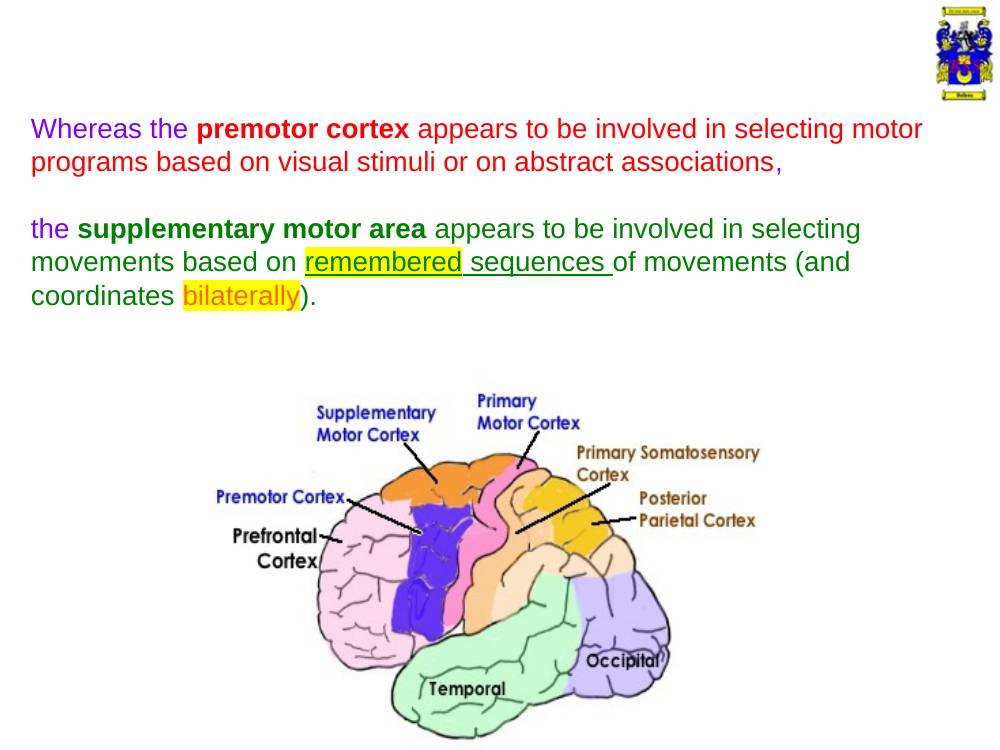 Whereas the premotor cortex appears to be involved in selecting motor
programs based on visual stimuli or on abstract associations,
the supplementary motor area appears to be involved in selecting
movements based on remembered sequences of movements (and
coordinates bilaterally).
Supplementary
Motor Cortex
Primary
Motor Cortex
Primary Somatosensory
Cortex
Premotor Cortex
Posterior
Parietal Cortex
Prefrontal
Cortex
Occipital
Temporal